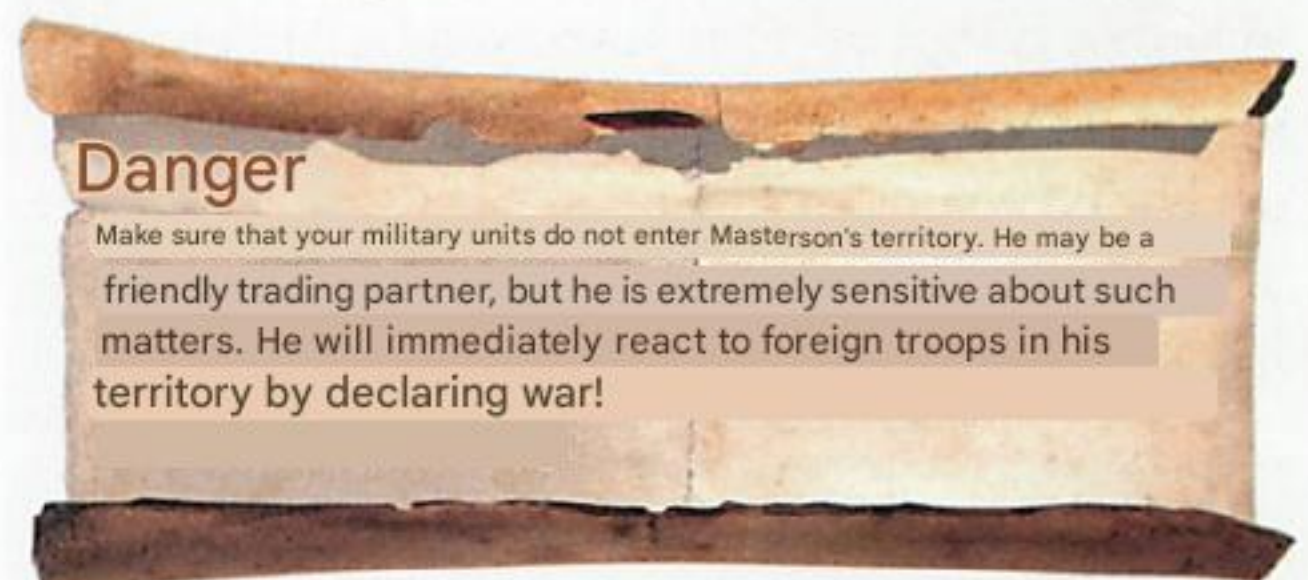 Danger
Make sure that your military units do not enter Masterson's territory. He may be a
friendly trading partner, but he is extremely sensitive about such
matters. He will immediately react to foreign troops in his
territory by declaring war!